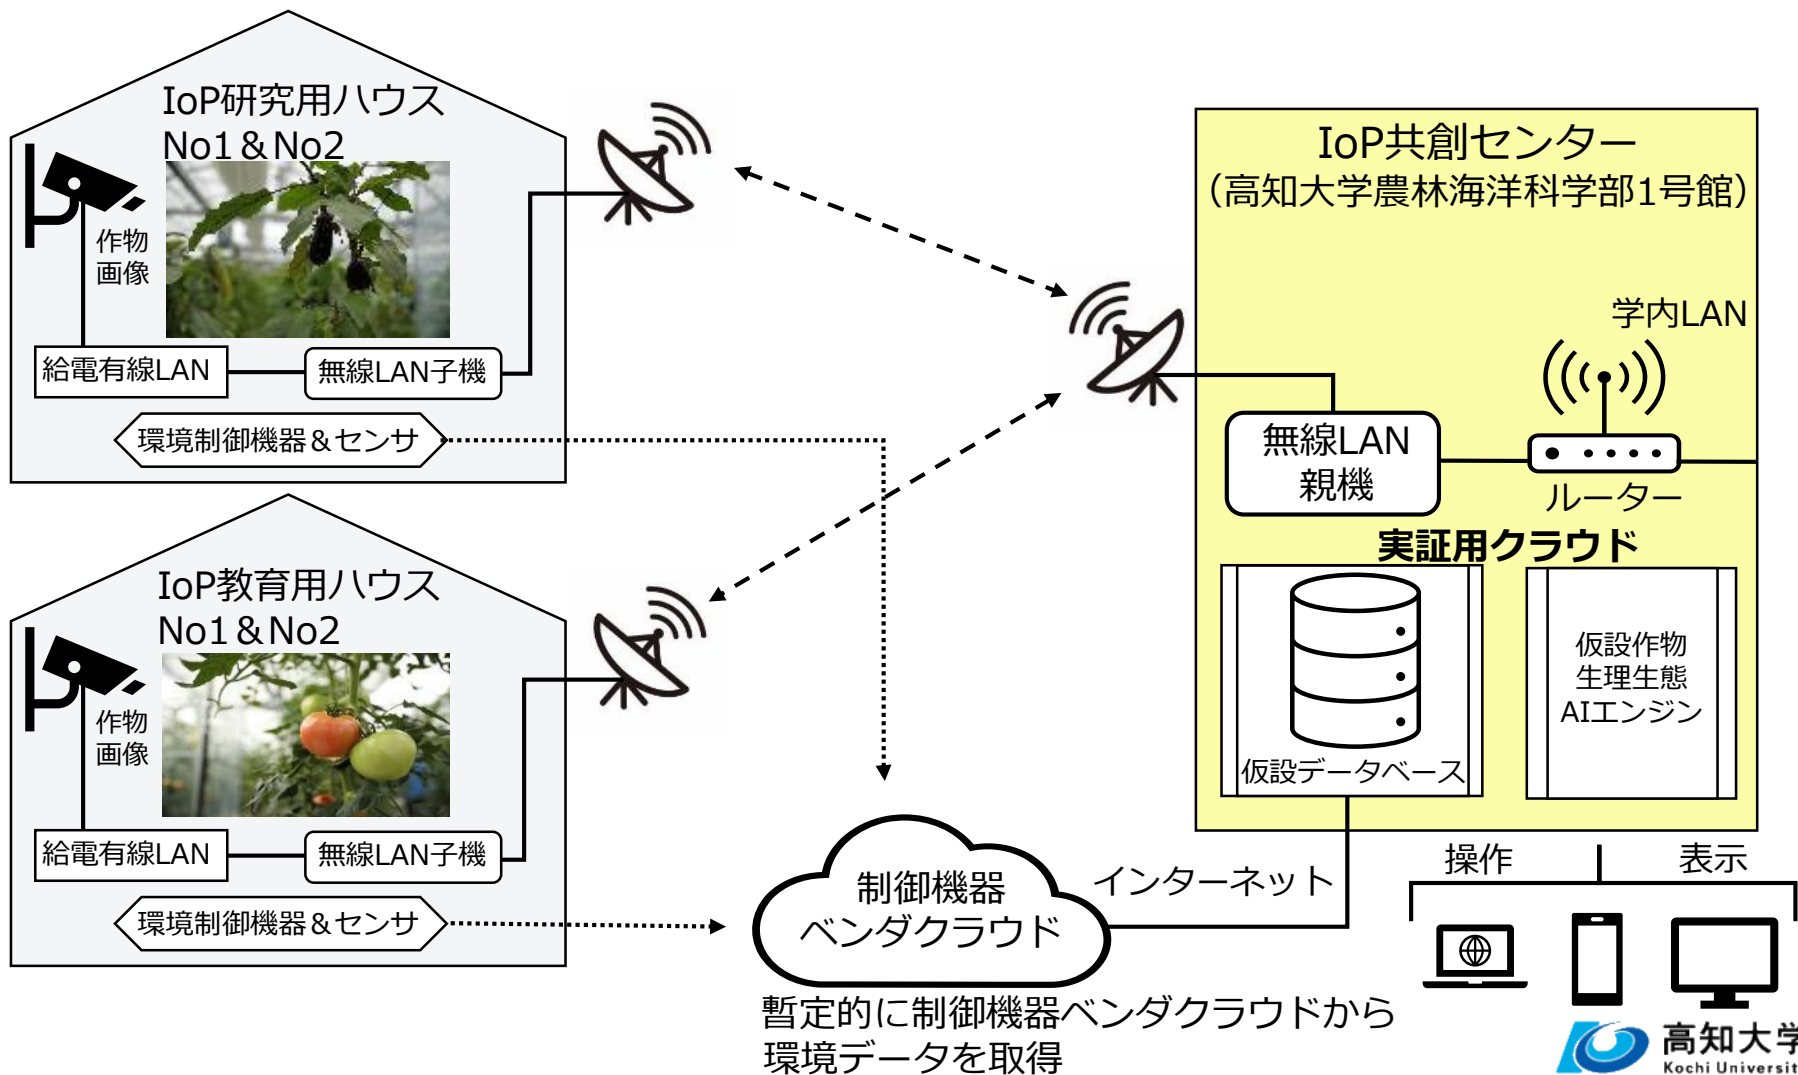 IoP研究用ハウス
No1＆No2
作物
画像
給電有線LAN
無線LAN子機
環境制御機器＆センサ
IoP教育用ハウス
No1＆No2
作物
画像
給電有線LAN
無線LAN子機
環境制御機器＆センサ
IoP共創センター
（高知大学農林海洋科学部1号館）
学内LAN
無線LAN
親機
ルーター
実証用クラウド
仮設データベース
仮設作物
生理生態
AIエンジン
制御機器
ベンダクラウド
インターネット
操作
表示
暫定的に制御機器ベンダクラウドから
環境データを取得
高知大学
Kochi Universit